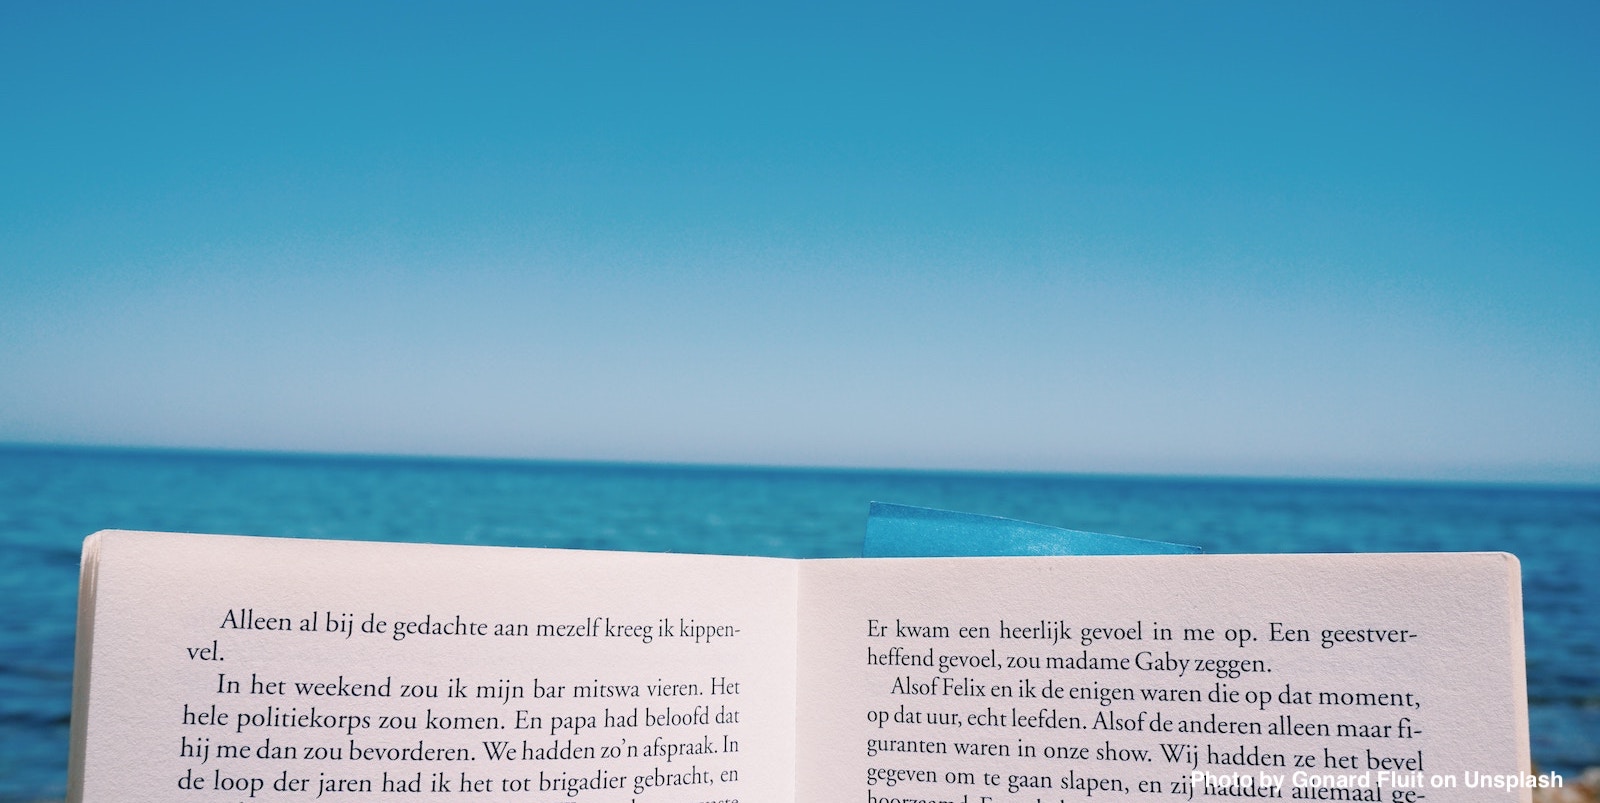 Alleen al bij de gedachte aan mezelf kreeg ik kippen-
vel.
In het weekend zou ik mijn bar mitswa vieren. Het
hele politiekorps zou komen. En papa had beloofd dat
hij me dan zou bevorderen. We hadden zo'n afspraak. In
de loop der jaren had ik het tot brigadier gebracht, en
Er kwam een heerlijk gevoel in me op. Een geestver-
heffend gevoel, zou madame Gaby zeggen.
Alsof Felix en ik de enigen waren die op dat moment,
op dat uur, echt leefden. Alsof de anderen alleen maar fi-
guranten waren in onze show. Wij hadden ze het bevel
gegeven om te gaan slapen, en zij hadden allemaal ge-
Photo by Gonard Fluit on Unsplash